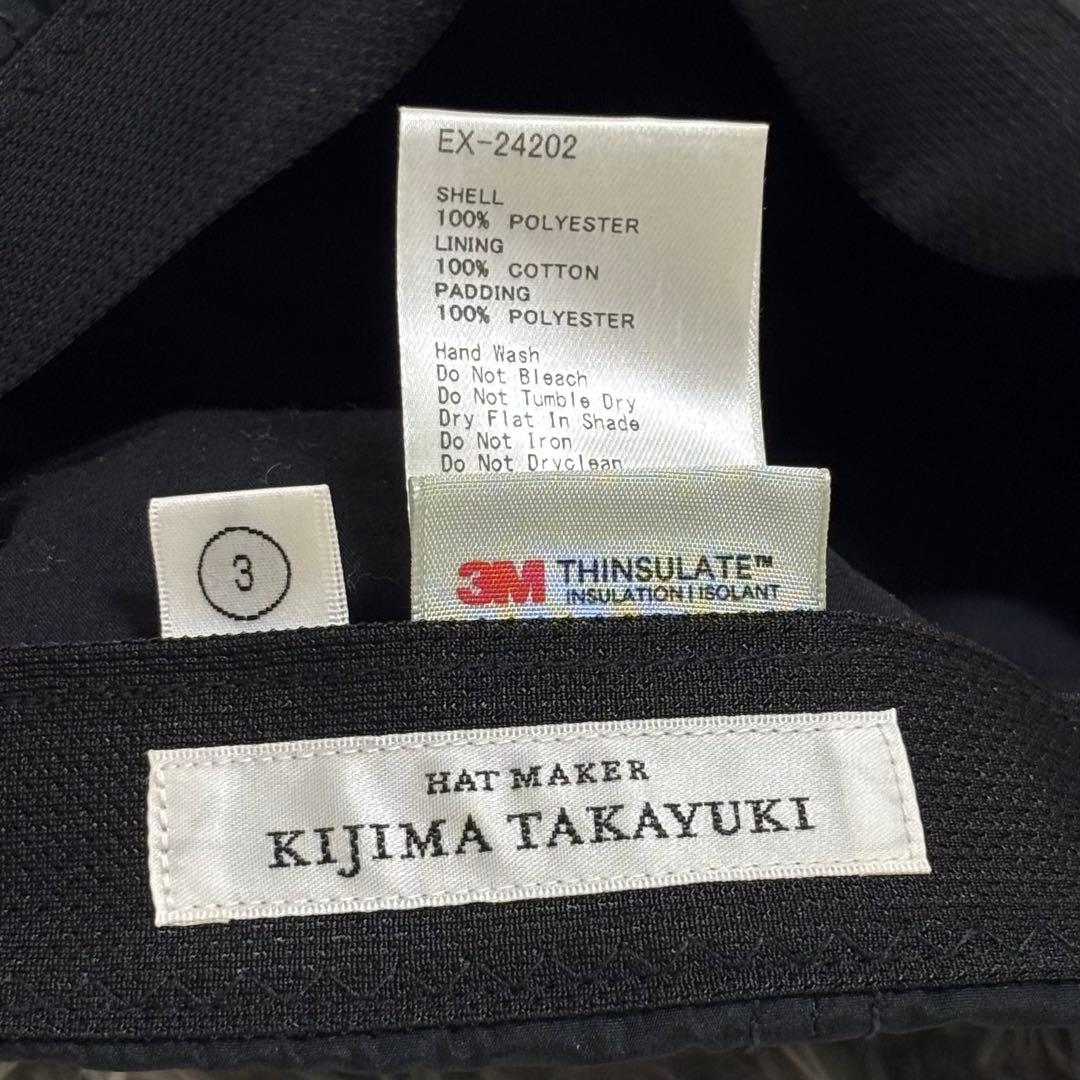 EX-24202
SHELL
100% POLYESTER
LINING
100% COTTON
PADDING
100% POLYESTER
Hand Wash
Do Not Bleach
Do Not Tumble Dry
Dry Flat In Shade
Do Not Iron
Do Not Dryclean
3
3M THINSULATE™
INSULATION | ISOLANT
HAT MAKER
KIJIMA TAKAYUKI